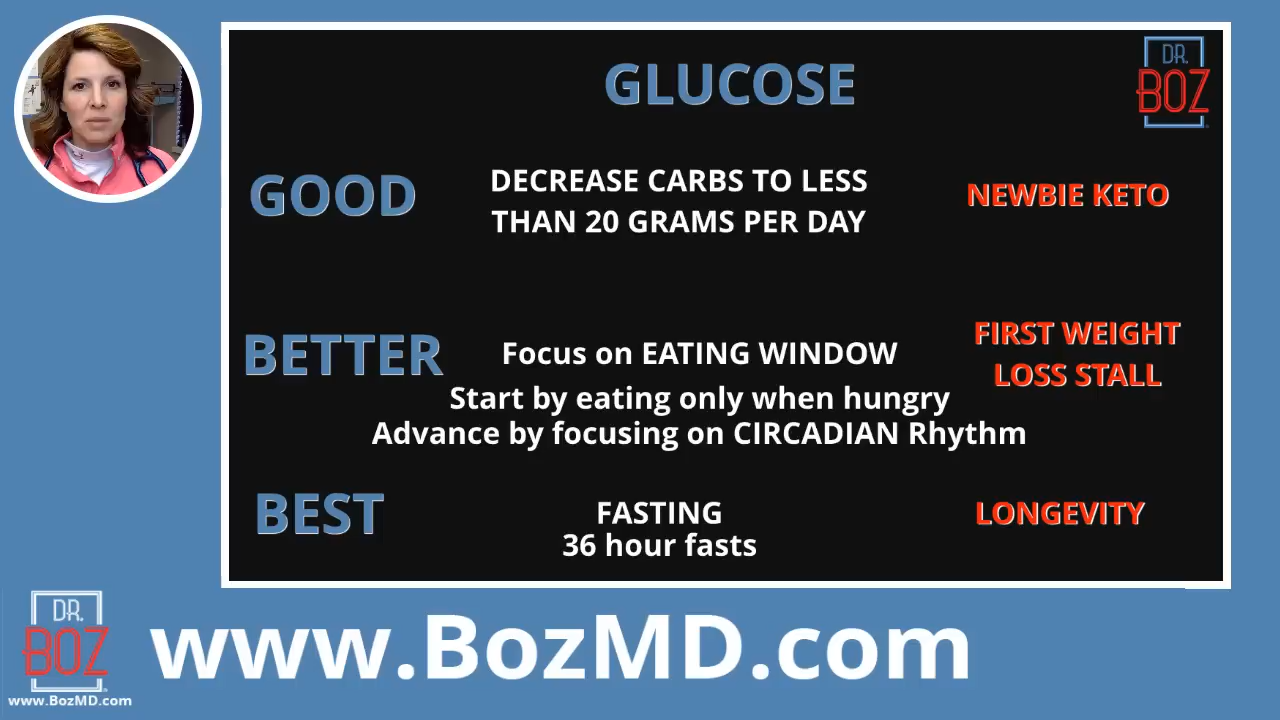 GLUCOSE
DR.
BOZ
GOOD
DECREASE CARBS TO LESS
THAN 20 GRAMS PER DAY
NEWBIE KETO
BETTER
Focus on EATING WINDOW
Start by eating only when hungry
Advance by focusing on CIRCADIAN Rhythm
FIRST WEIGHT
LOSS STALL
BEST
FASTING
36 hour fasts
LONGEVITY
DR.
BOZ
www.BozMD.com
www.BozMD.com